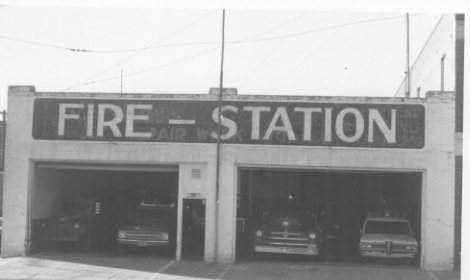 FIRE – STATION